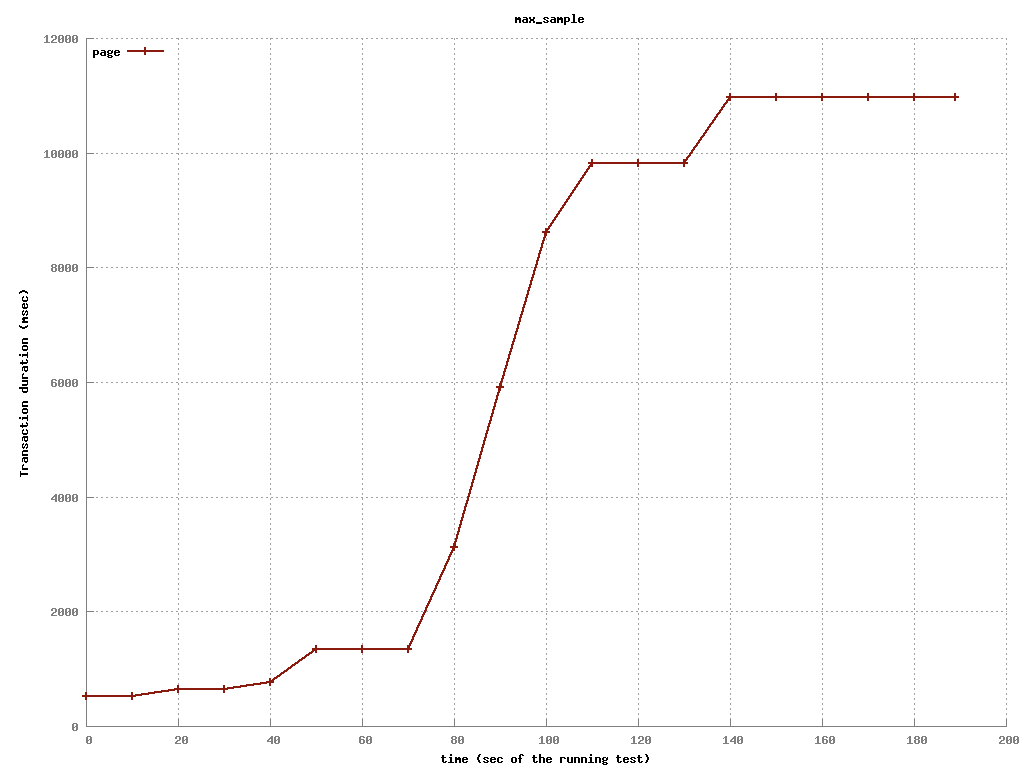 max_sample
page
12000
10000
8000
6000
4000
2000
0
0 20 40 60 80 100 120 140 160 180 200
time (sec of the running test)
Transaction duration (msec)